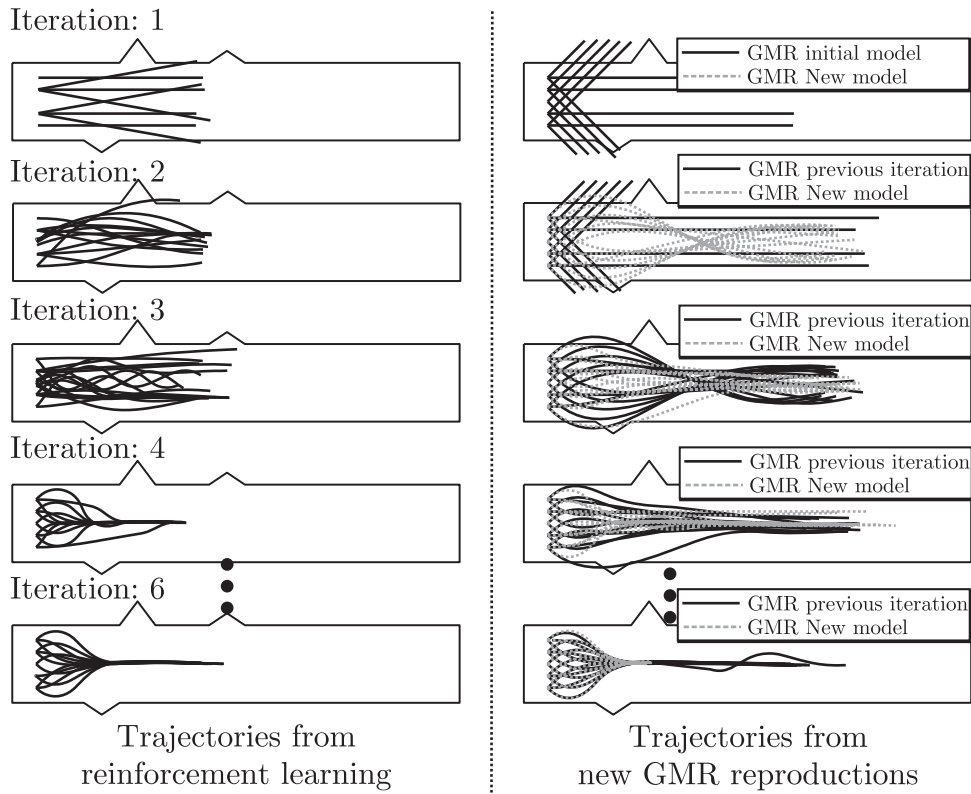 Iteration: 1
GMR initial model
GMR New model
Iteration: 2
GMR previous iteration
GMR New model
Iteration: 3
GMR previous iteration
GMR New model
Iteration: 4
GMR previous iteration
GMR New model
Iteration: 6
GMR previous iteration
GMR New model
Trajectories from
reinforcement learning
Trajectories from
new GMR reproductions